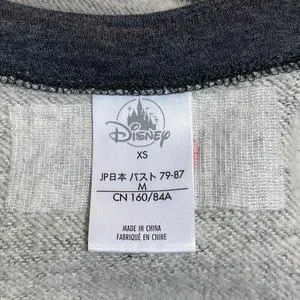 Disney
XS
JP日本 バスト 79-87
M
CN 160/84A
MADE IN CHINA
FABRIQUÉ EN CHINE